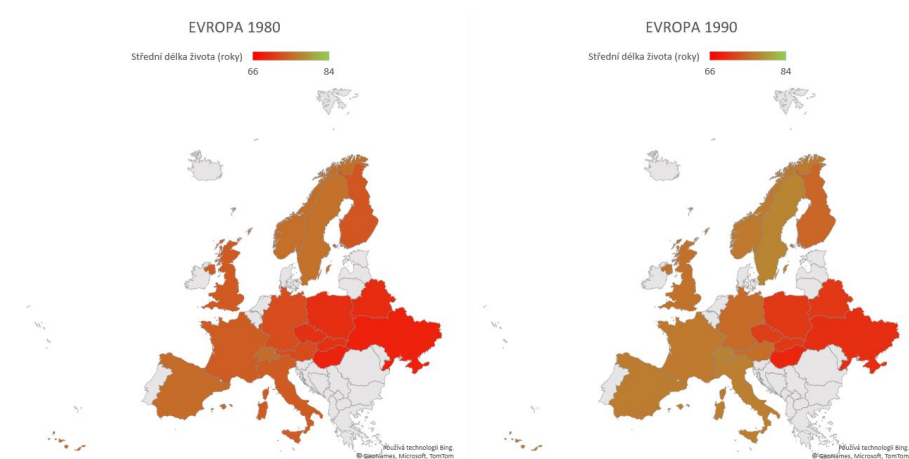 EVROPA 1980
Střední délka života (roky)
66 84
Používá technologii Bing.
© GeoNames, Microsoft, TomTom
EVROPA 1990
Střední délka života (roky)
66 84
Používá technologii Bing.
© GeoNames, Microsoft, TomTom